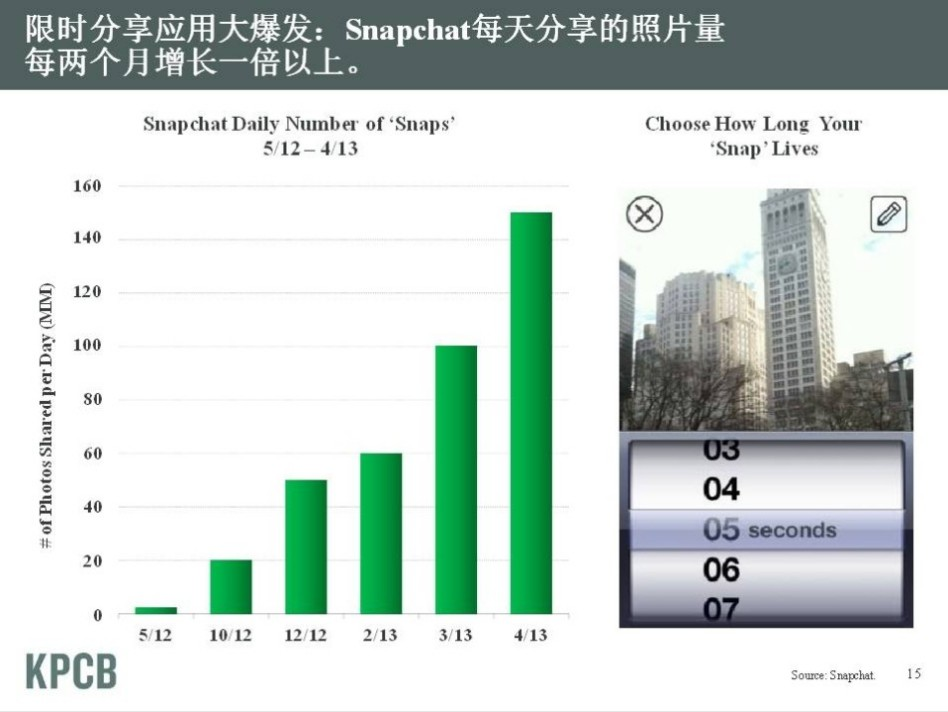 限时分享应用大爆发：Snapchat每天分享的照片量
每两个月增长一倍以上。
Snapchat Daily Number of ‘Snaps’
5/12 – 4/13
Choose How Long Your
‘Snap’ Lives
# of Photos Shared per Day (MM)
160
140
120
100
80
60
40
20
0
5/12 10/12 12/12 2/13 3/13 4/13
03
04
05 seconds
06
07
KPCB
Source: Snapchat.
15